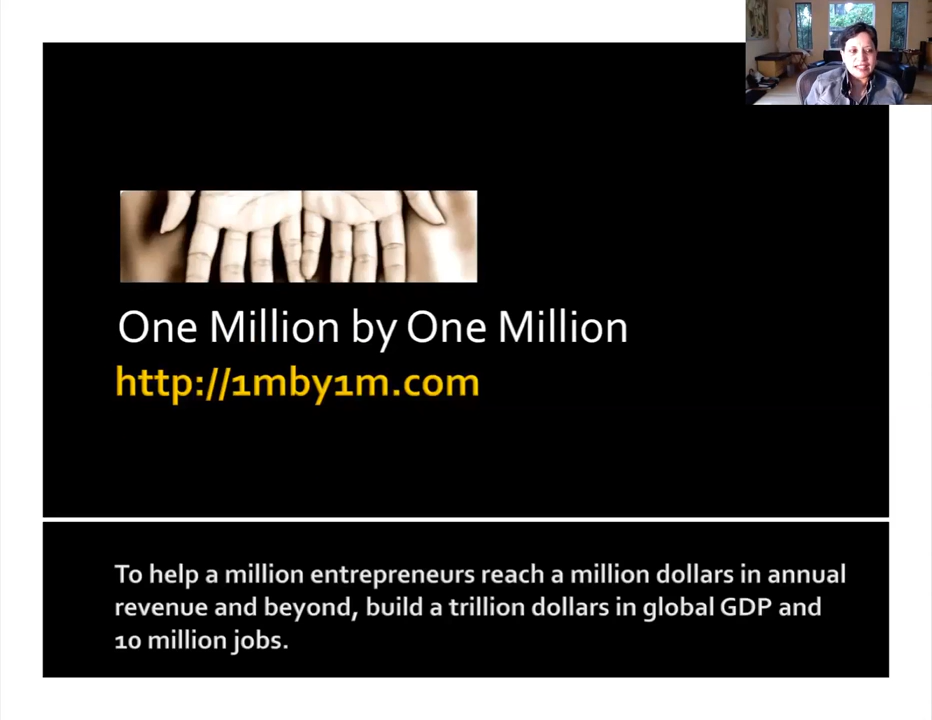 One Million by One Million
http://1mby1m.com
To help a million entrepreneurs reach a million dollars in annual
revenue and beyond, build a trillion dollars in global GDP and
10 million jobs.